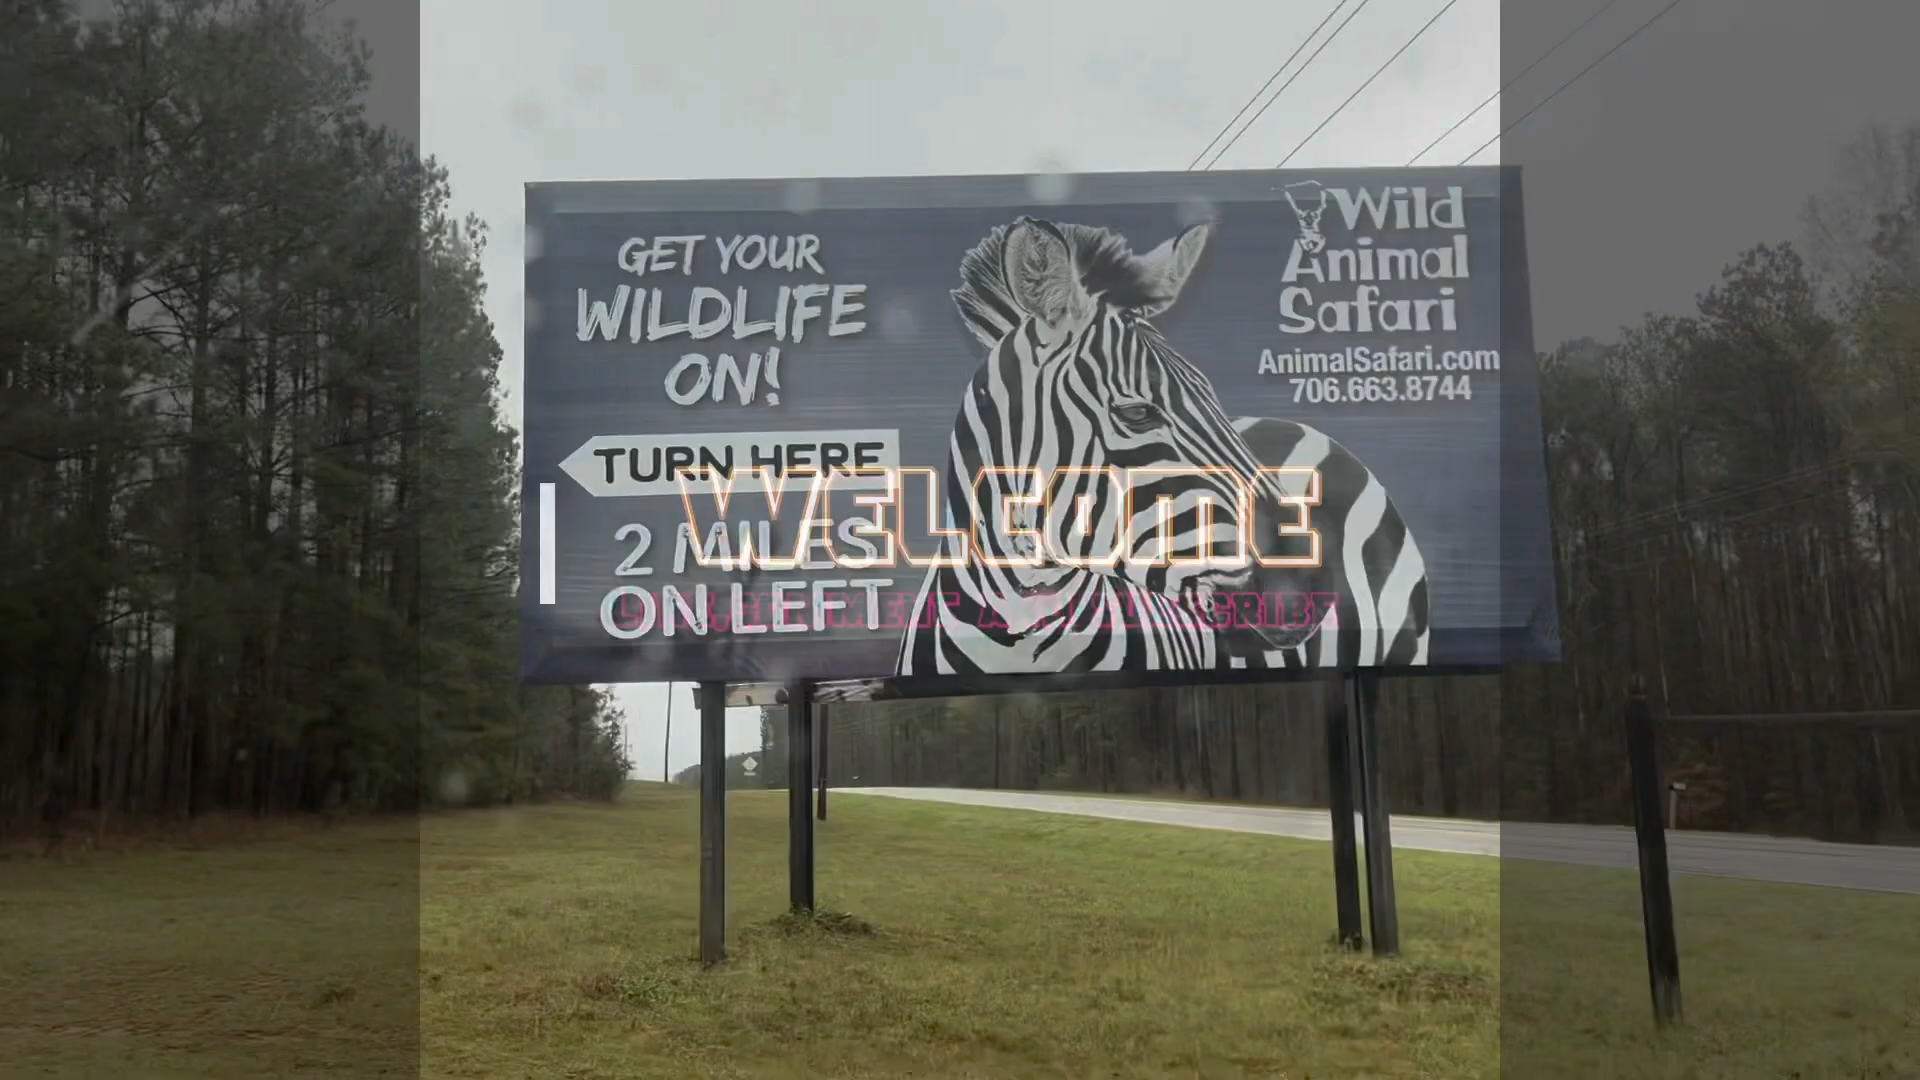 GET YOUR
WILDLIFE
ON!
TURN HERE
2 MILES
ON LEFT
Wild
Animal
Safari
AnimalSafari.com
706.663.8744
WELCOME
SUBSCRIBE